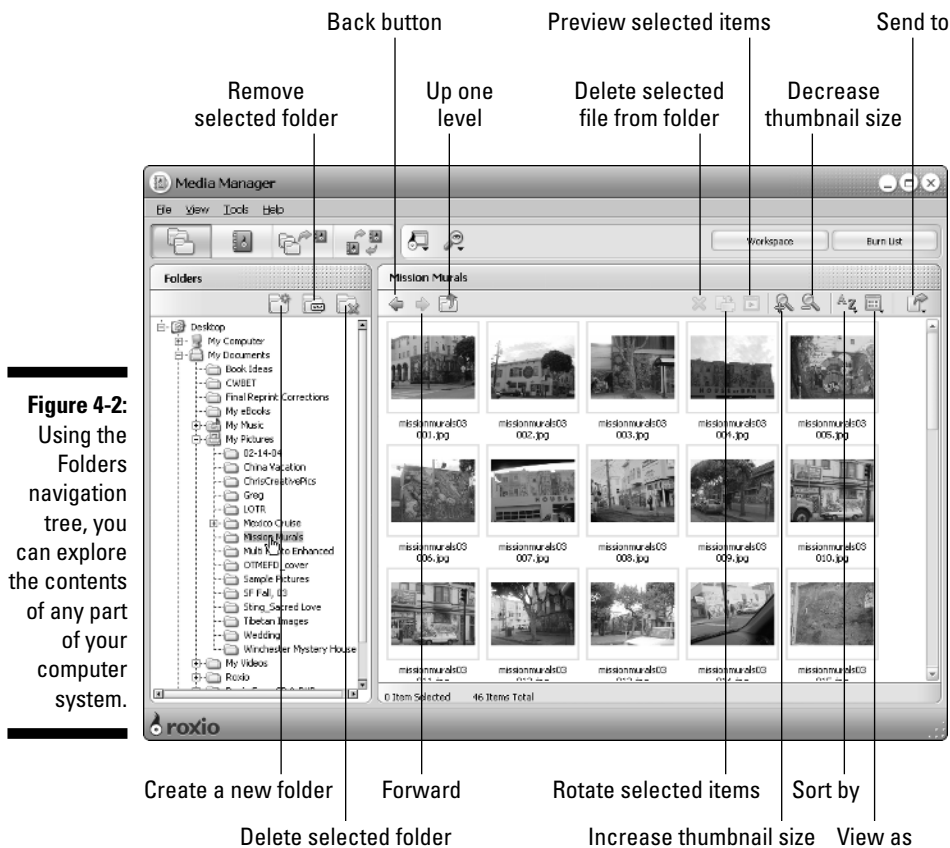 Back button
Preview selected items
Send to
Remove
selected folder
Up one
level
Delete selected
file from folder
Decrease
thumbnail size
Media Manager
File View Tools Help
Workspace
Burn List
Folders
Mission Murals
Desktop
My Computer
My Documents
Book Ideas
CWBET
Final Reprint Corrections
My eBooks
My Music
My Pictures
02-14-04
China Vacation
ChrisCreativePics
Greg
LOTR
Mexico Cruise
Mission Murals
Multi Enhanced
OTMEFD_cover
Sample Pictures
SF Fall, 03
Sting_Sacred Love
Tibetan Images
Wedding
Winchester Mystery House
My Videos
Roxio
missionmurals03
001.jpg
missionmurals03
002.jpg
missionmurals03
003.jpg
missionmurals03
004.jpg
missionmurals03
005.jpg
missionmurals03
006.jpg
missionmurals03
007.jpg
missionmurals03
008.jpg
missionmurals03
009.jpg
missionmurals03
010.jpg
missionmurals03
missionmurals03
missionmurals03
missionmurals03
missionmurals03
0 Item Selected
46 Items Total
roxio
Figure 4-2:
Using the
Folders
navigation
tree, you
can explore
the contents
of any part
of your
computer
system.
Create a new folder
Forward
Rotate selected items
Sort by
Delete selected folder
Increase thumbnail size
View as